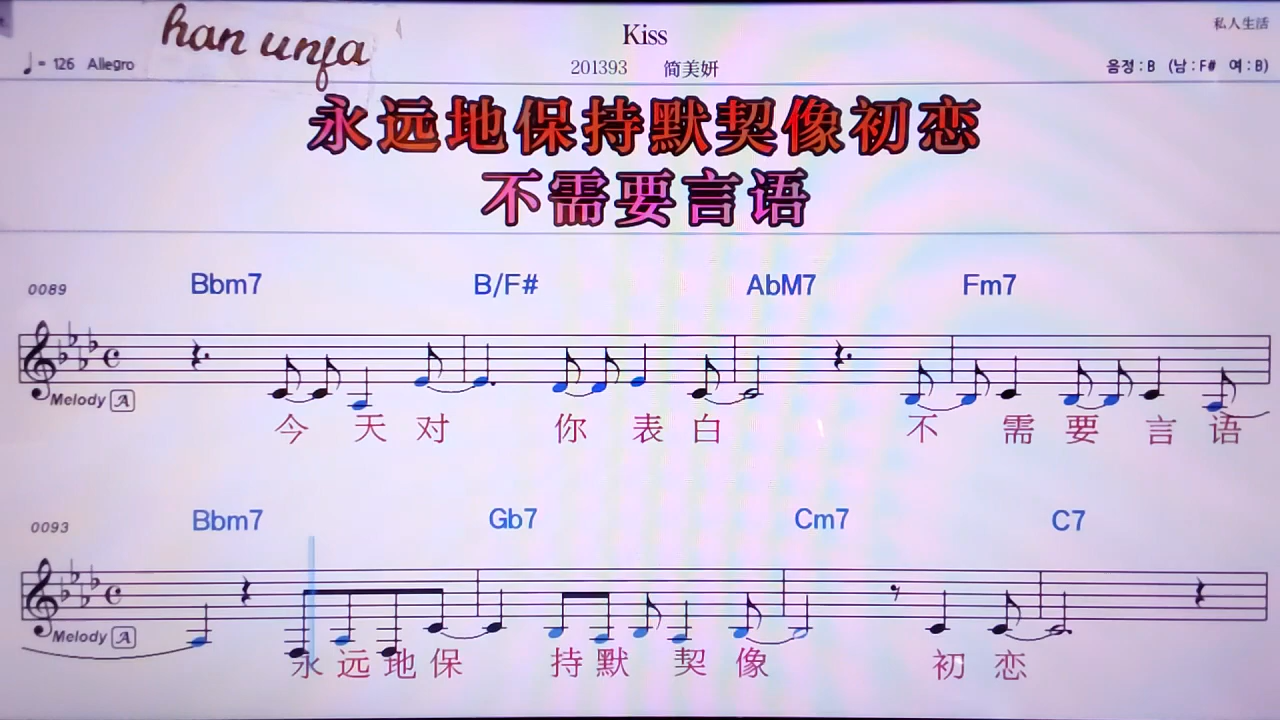 han unfa
Kiss
私人生活
♩= 126 Allegro
201393 简美妍
음정 : B (남 : F# 여 : B)
永远地保持默契像初恋
不需要言语
0089 Bbm7 B/F# AbM7 Fm7
Melody A
今天对 你表白 不 需要言语
0093 Bbm7 Gb7 Cm7 C7
Melody A
永远地保 持默 契像 初恋